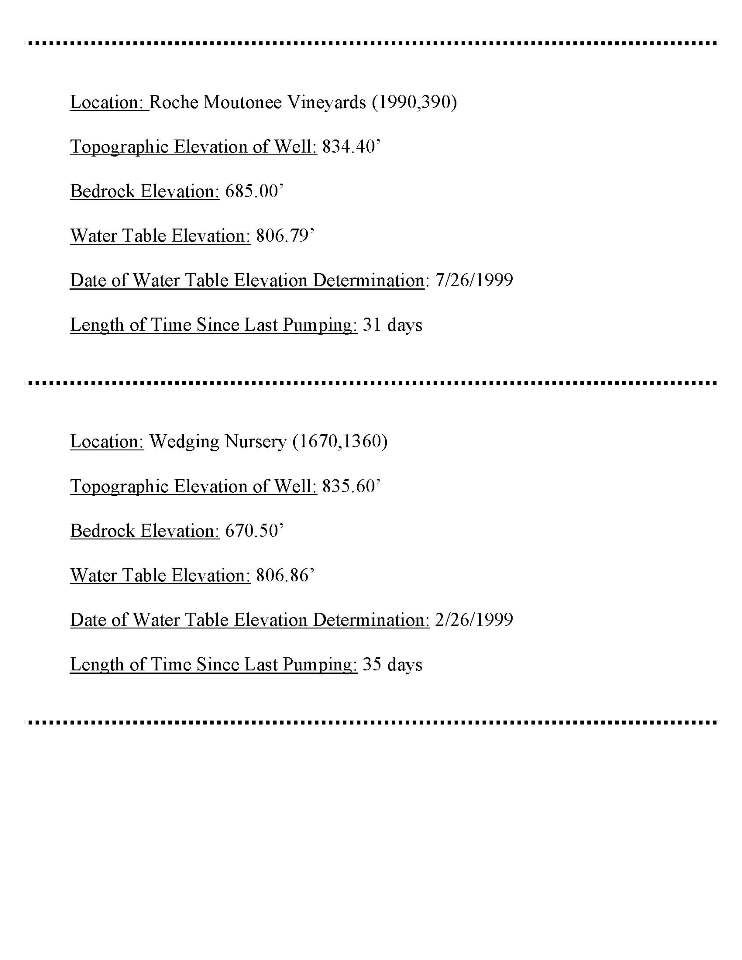 Location: Roche Moutonee Vineyards (1990,390)
Topographic Elevation of Well: 834.40’
Bedrock Elevation: 685.00’
Water Table Elevation: 806.79’
Date of Water Table Elevation Determination: 7/26/1999
Length of Time Since Last Pumping: 31 days
Location: Wedging Nursery (1670,1360)
Topographic Elevation of Well: 835.60’
Bedrock Elevation: 670.50’
Water Table Elevation: 806.86’
Date of Water Table Elevation Determination: 2/26/1999
Length of Time Since Last Pumping: 35 days